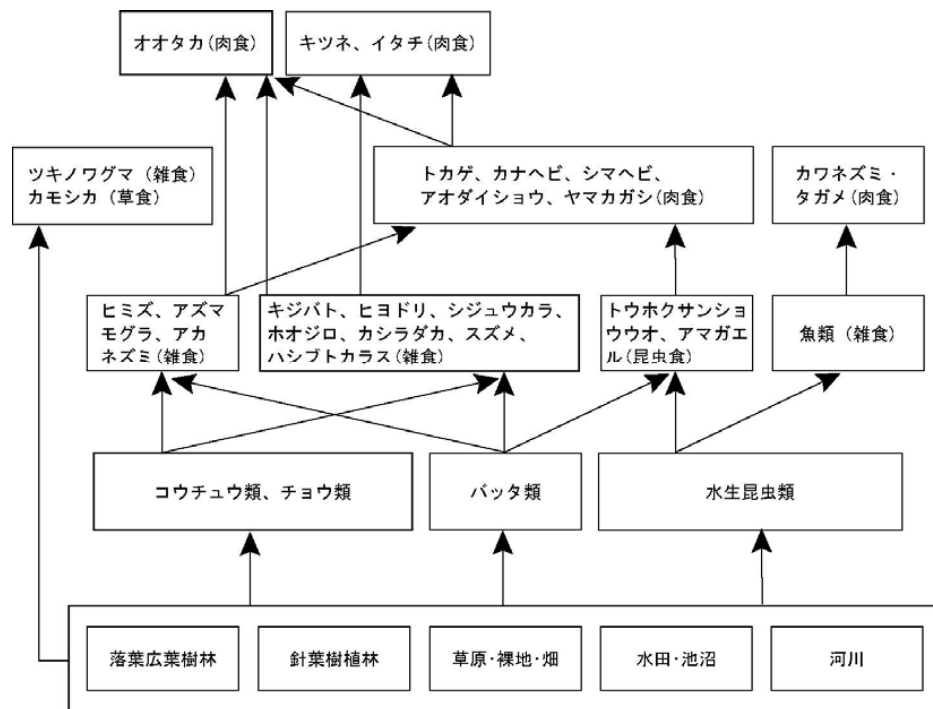 オオタカ(肉食)
キツネ、イタチ(肉食)
ツキノワグマ（雑食）
カモシカ（草食）
トカゲ、カナヘビ、シマヘビ、
アオダイショウ、ヤマカガシ(肉食)
カワネズミ・
タガメ(肉食)
ヒミズ、アズマ
モグラ、アカ
ネズミ(雑食)
キジバト、ヒヨドリ、シジュウカラ、
ホオジロ、カシラダカ、スズメ、
ハシブトカラス(雑食)
トウホクサンショ
ウウオ、アマガエ
ル(昆虫食)
魚類（雑食）
コウチュウ類、チョウ類
バッタ類
水生昆虫類
落葉広葉樹林
針葉樹植林
草原・裸地・畑
水田・池沼
河川